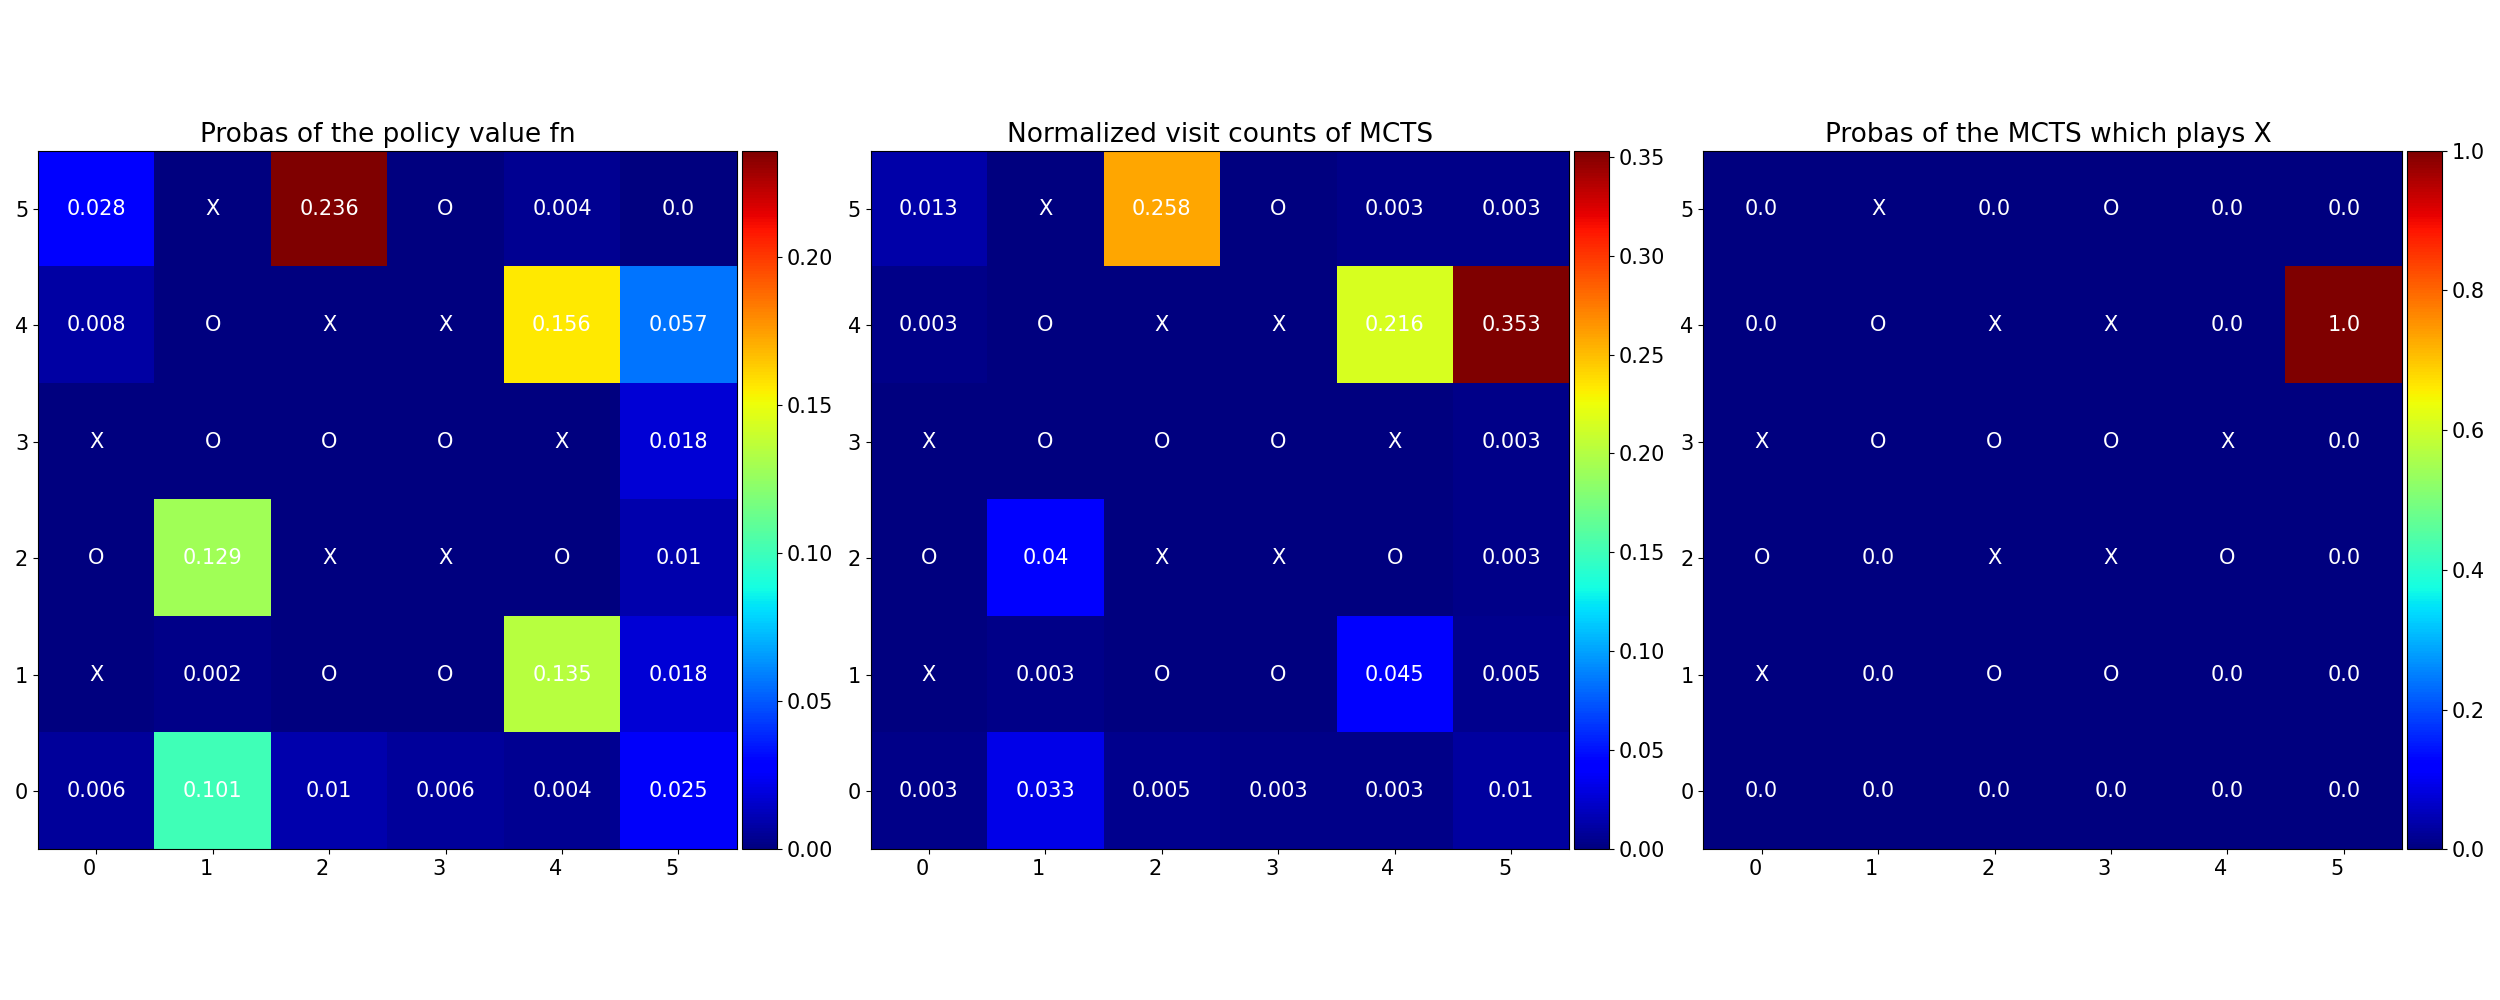 Probas of the policy value fn
5 0.028 X 0.236 O 0.004 0.0
4 0.008 O X X 0.156 0.057
3 X O O O X 0.018
2 O 0.129 X X O 0.01
1 X 0.002 O O 0.135 0.018
0 0.006 0.101 0.01 0.006 0.004 0.025
0 1 2 3 4 5
0.20
0.15
0.10
0.05
0.00
Normalized visit counts of MCTS
5 0.013 X 0.258 O 0.003 0.003
4 0.003 O X X 0.216 0.353
3 X O O O X 0.003
2 O 0.04 X X O 0.003
1 X 0.003 O O 0.045 0.005
0 0.003 0.033 0.005 0.003 0.003 0.01
0 1 2 3 4 5
0.35
0.30
0.25
0.20
0.15
0.10
0.05
0.00
Probas of the MCTS which plays X
5 0.0 X 0.0 O 0.0 0.0
4 0.0 O X X 0.0 1.0
3 X O O O X 0.0
2 O 0.0 X X O 0.0
1 X 0.0 O O 0.0 0.0
0 0.0 0.0 0.0 0.0 0.0 0.0
0 1 2 3 4 5
1.0
0.8
0.6
0.4
0.2
0.0